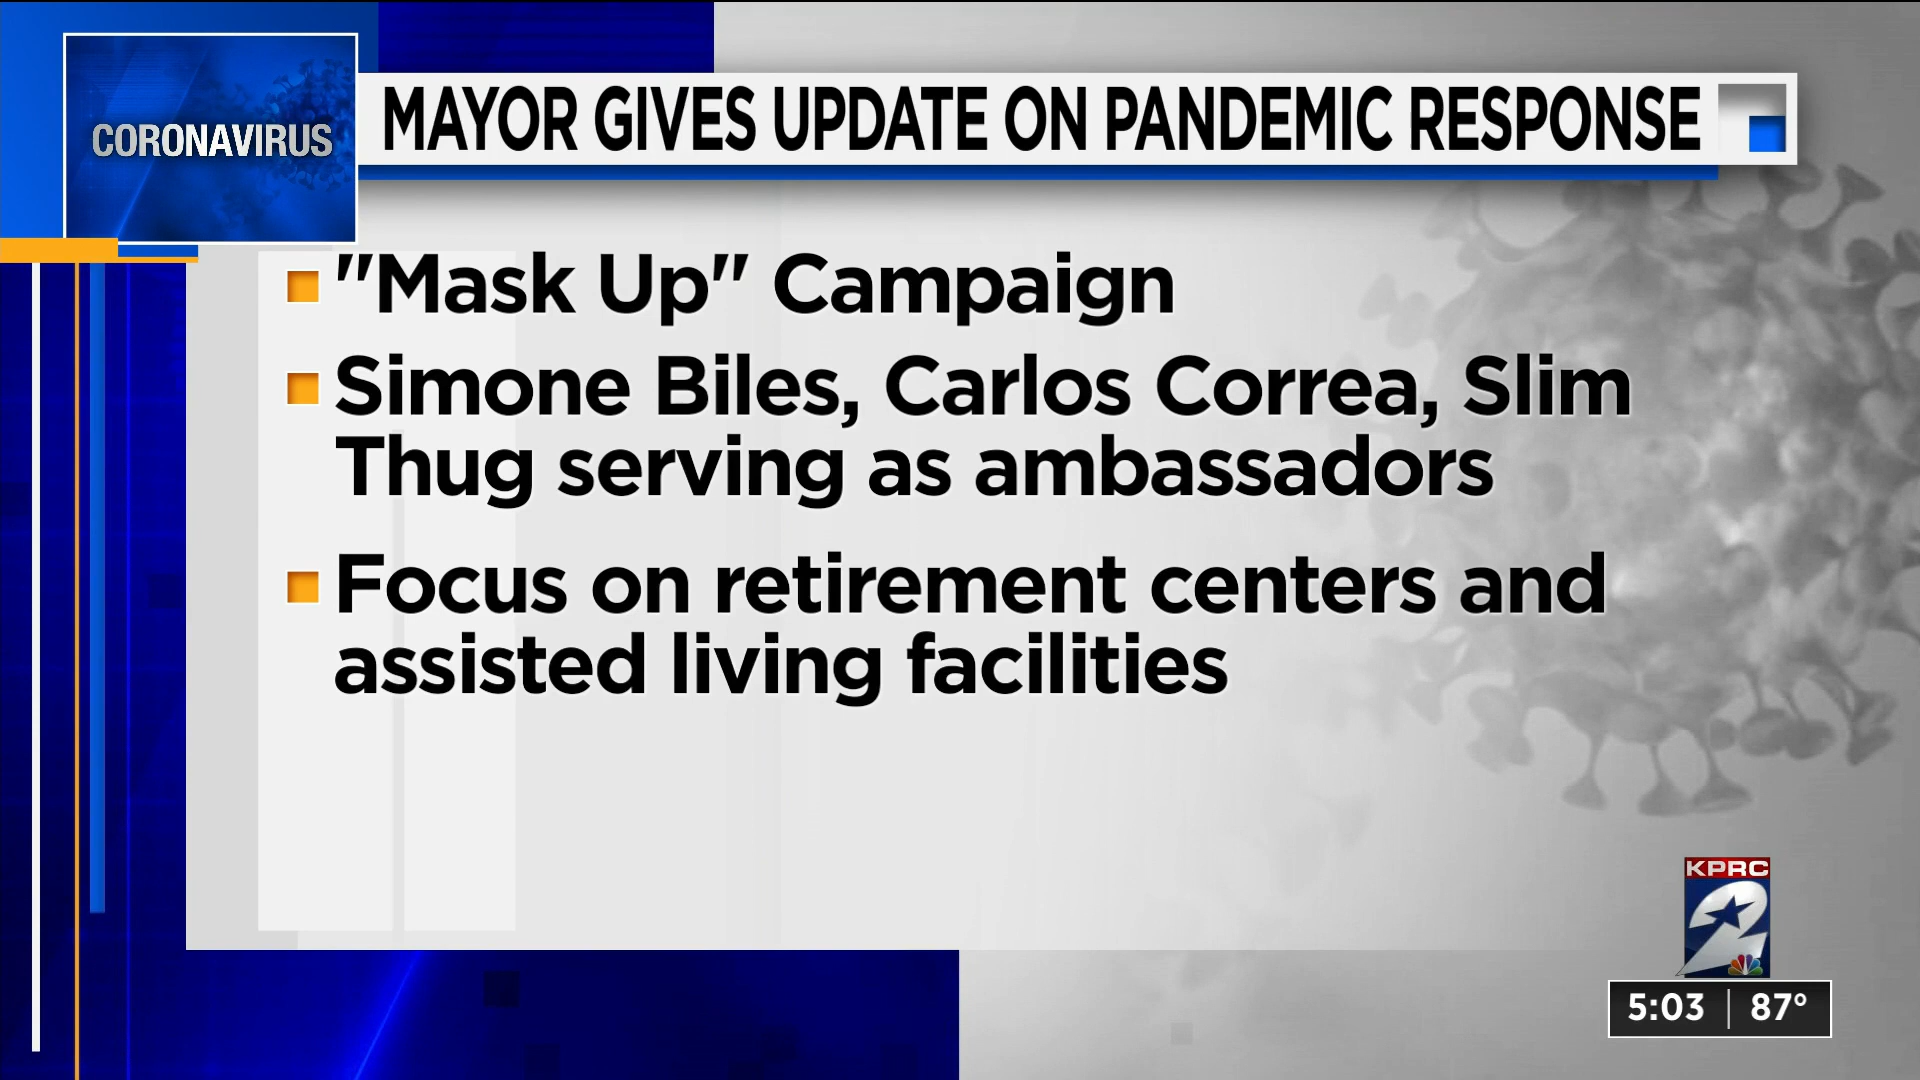 CORONAVIRUS
MAYOR GIVES UPDATE ON PANDEMIC RESPONSE
"Mask Up" Campaign
Simone Biles, Carlos Correa, Slim
Thug serving as ambassadors
Focus on retirement centers and
assisted living facilities
KPRC
2
5:03 | 87°